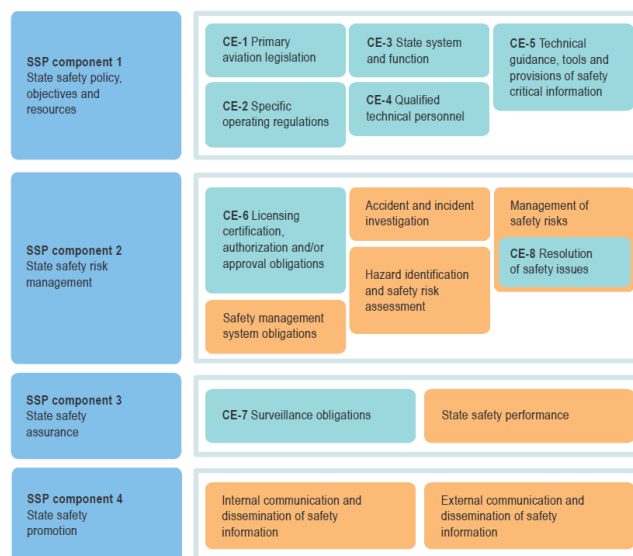 SSP component 1
State safety policy,
objectives and
resources
CE-1 Primary
aviation legislation
CE-3 State system
and function
CE-5 Technical
guidance, tools and
provisions of safety
critical information
CE-2 Specific
operating regulations
CE-4 Qualified
technical personnel
SSP component 2
State safety risk
management
CE-6 Licensing
certification,
authorization and/or
approval obligations
Accident and incident
investigation
Management of
safety risks
CE-8 Resolution
of safety issues
Hazard identification
and safety risk
assessment
Safety management
system obligations
SSP component 3
State safety
assurance
CE-7 Surveillance obligations
State safety performance
SSP component 4
State safety
promotion
Internal communication and
dissemination of safety
information
External communication and
dissemination of safety
information